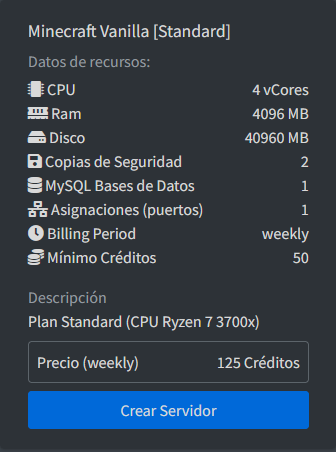 Minecraft Vanilla [Standard]
Datos de recursos:
CPU 4 vCores
Ram 4096 MB
Disco 40960 MB
Copias de Seguridad 2
MySQL Bases de Datos 1
Asignaciones (puertos) 1
Billing Period weekly
Mínimo Créditos 50
Descripción
Plan Standard (CPU Ryzen 7 3700x)
Precio (weekly) 125 Créditos
Crear Servidor